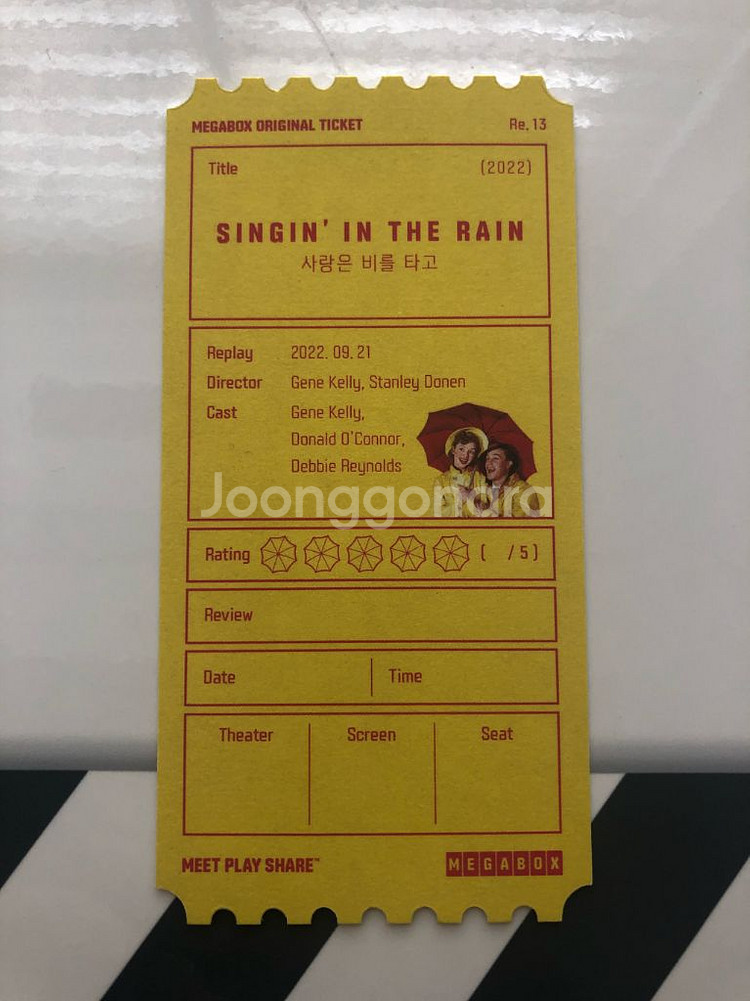 MEGABOX ORIGINAL TICKET Re. 13
Title (2022)
SINGIN' IN THE RAIN
사랑은 비를 타고
Replay 2022. 09. 21
Director Gene Kelly, Stanley Donen
Cast Gene Kelly,
Donald O'Connor,
Debbie Reynolds
Joonggonara
Rating ( /5)
Review
Date Time
Theater Screen Seat
MEET PLAY SHARE™ MEGABOX